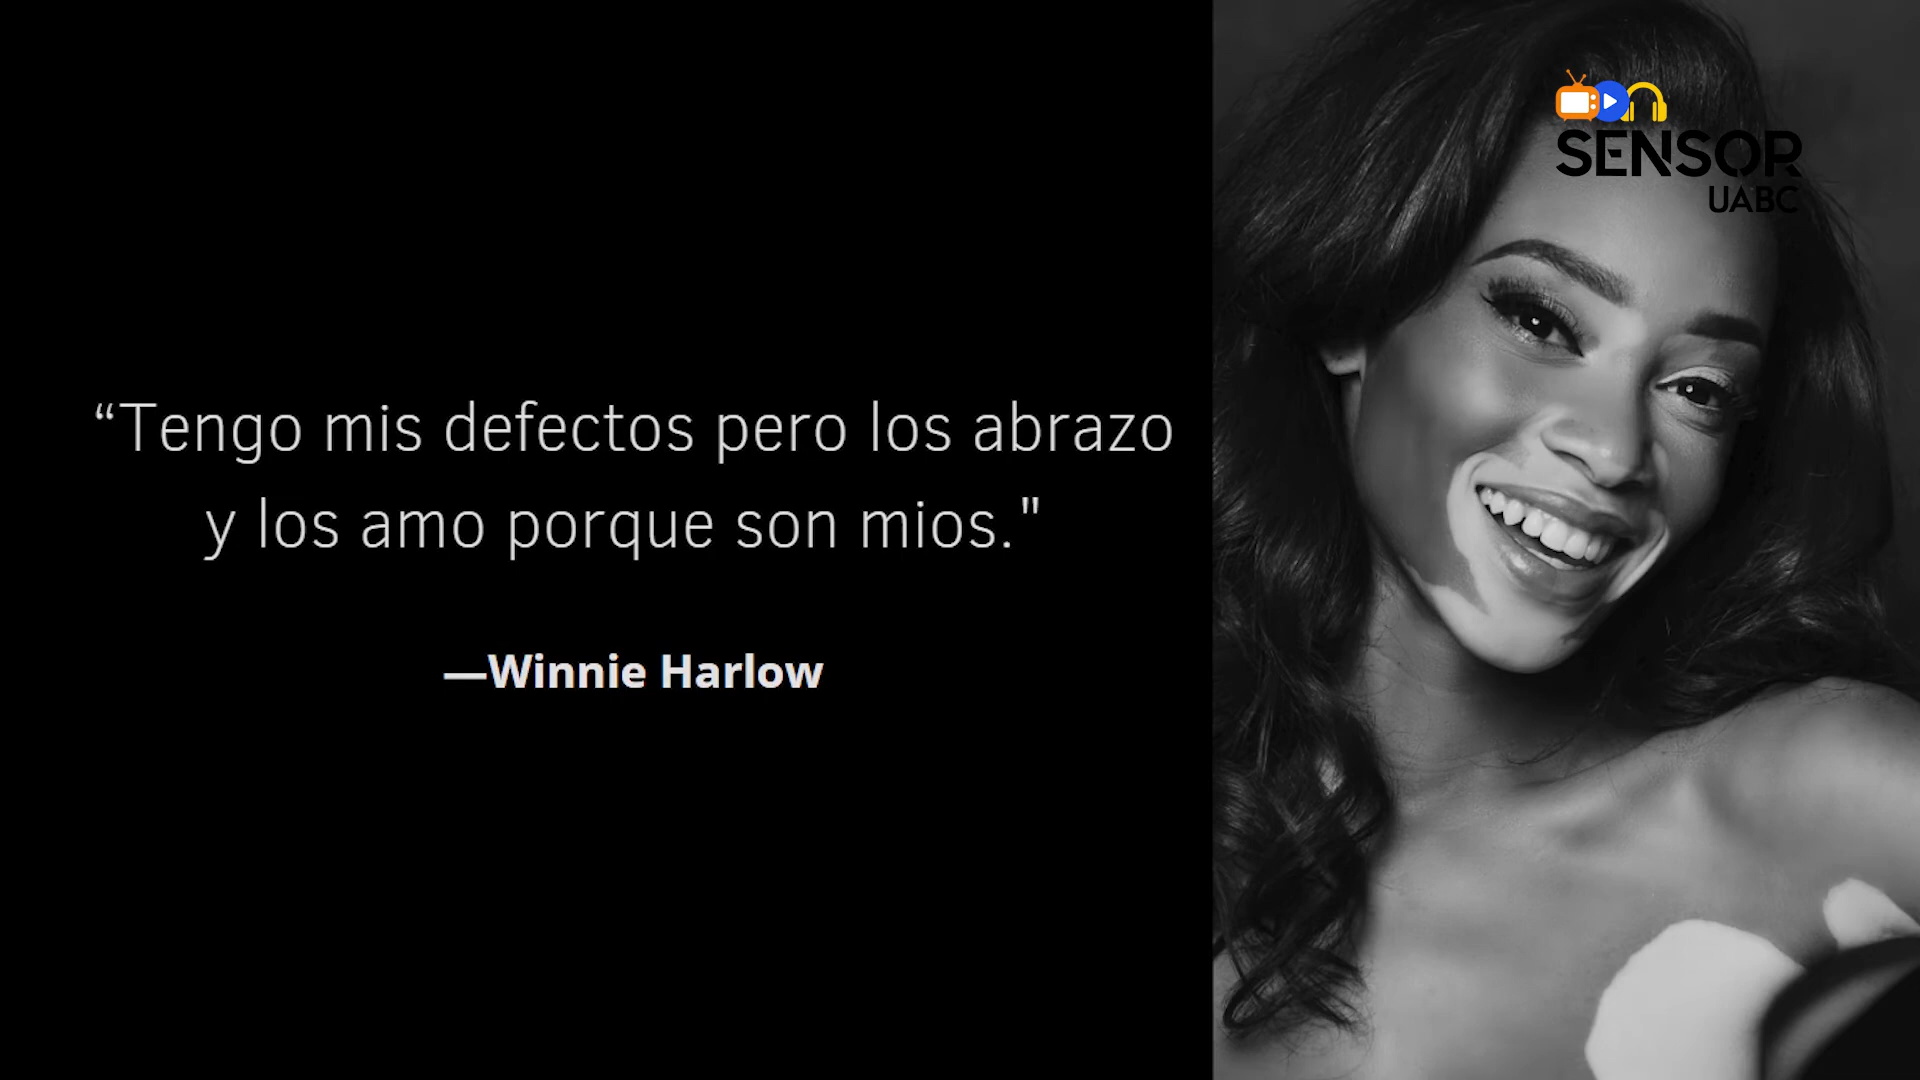 “Tengo mis defectos pero los abrazo
y los amo porque son mios."
—Winnie Harlow
SENSOR
UABC